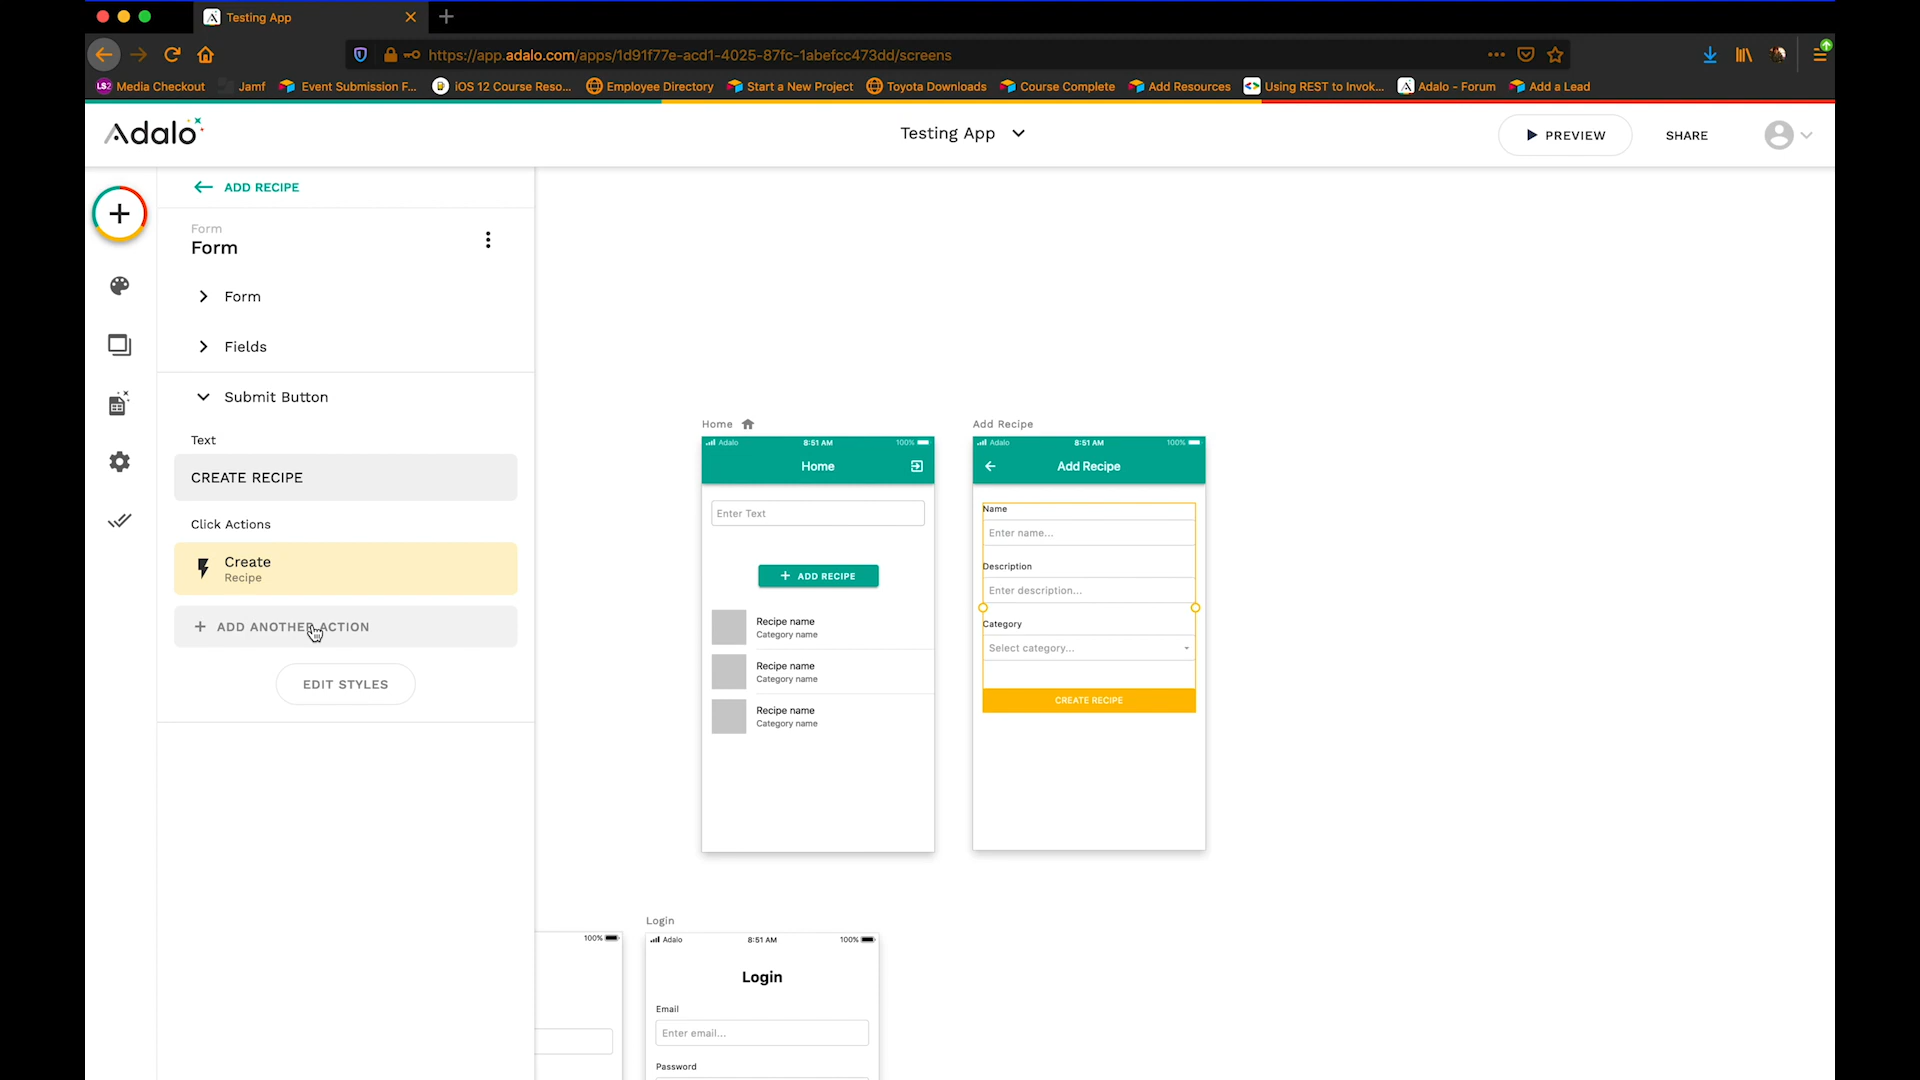 Testing App
https://app.adalo.com/apps/1d91f77e-acd1-4025-87fc-1abefcc473dd/screens
LS2 Media Checkout
Jamf
Event Submission F...
iOS 12 Course Reso...
Employee Directory
Start a New Project
Toyota Downloads
Course Complete
Add Resources
Using REST to Invok...
Adalo - Forum
Add a Lead
Adalo
Testing App
PREVIEW
SHARE
ADD RECIPE
Form
Form
Form
Fields
Submit Button
Text
CREATE RECIPE
Click Actions
Create
Recipe
+ ADD ANOTHER ACTION
EDIT STYLES
Home
Adalo 8:51 AM 100%
Home
Enter Text
+ ADD RECIPE
Recipe name
Category name
Recipe name
Category name
Recipe name
Category name
Add Recipe
Adalo 8:51 AM 100%
Add Recipe
Name
Enter name...
Description
Enter description...
Category
Select category...
CREATE RECIPE
100%
Login
Adalo 8:51 AM 100%
Login
Email
Enter email...
Password